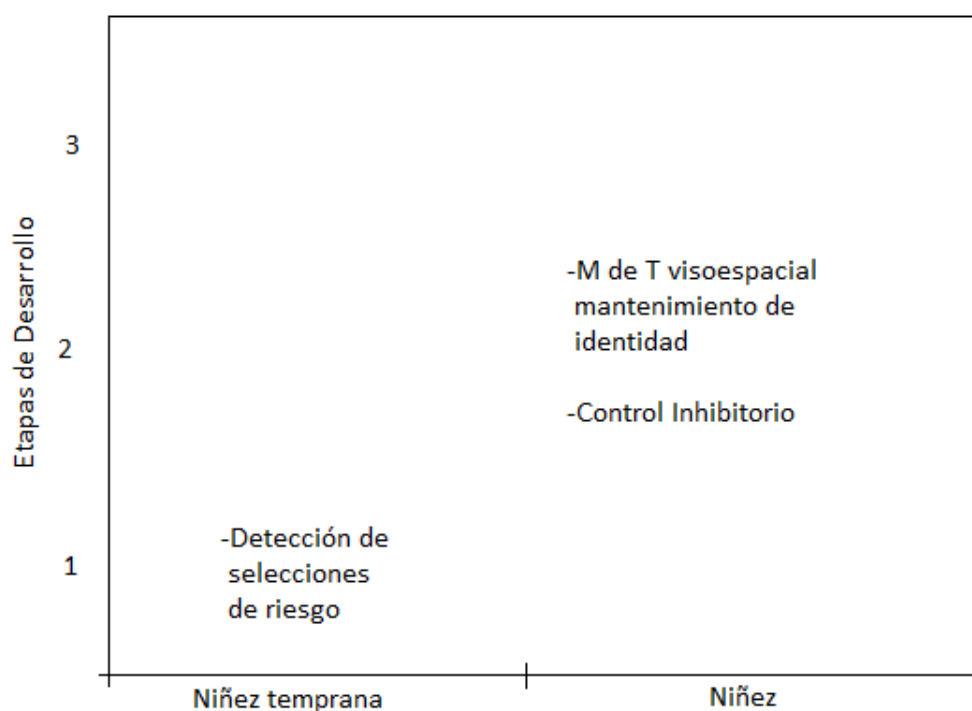 Etapas de Desarrollo
3
2
1
-M de T visoespacial
mantenimiento de
identidad
-Control Inhibitorio
-Detección de
selecciones
de riesgo
Niñez temprana
Niñez